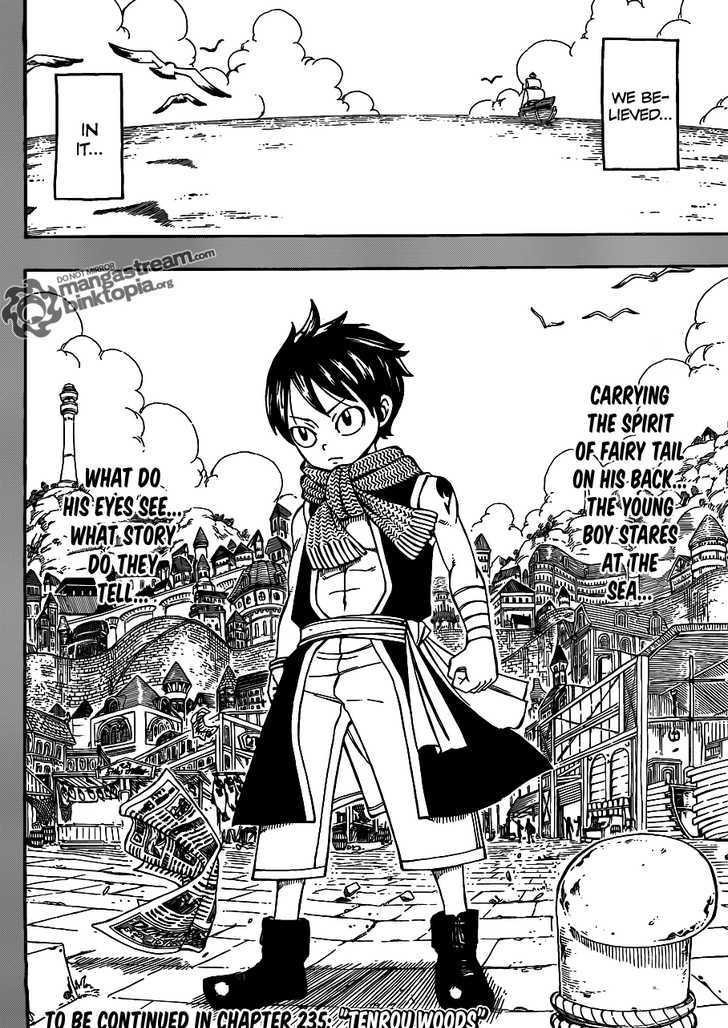 WE BE-
LIEVED...
IN
IT...
DO NOT MIRROR
mangastream.com
binktopia.org
CARRYING
THE SPIRIT
OF FAIRY TAIL
ON HIS BACK...
THE YOUNG
BOY STARES
AT THE
SEA...
WHAT DO
HIS EYES SEE...
WHAT STORY
DO THEY
TELL...
TO BE CONTINUED IN CHAPTER 235: "TENROU WOODS"